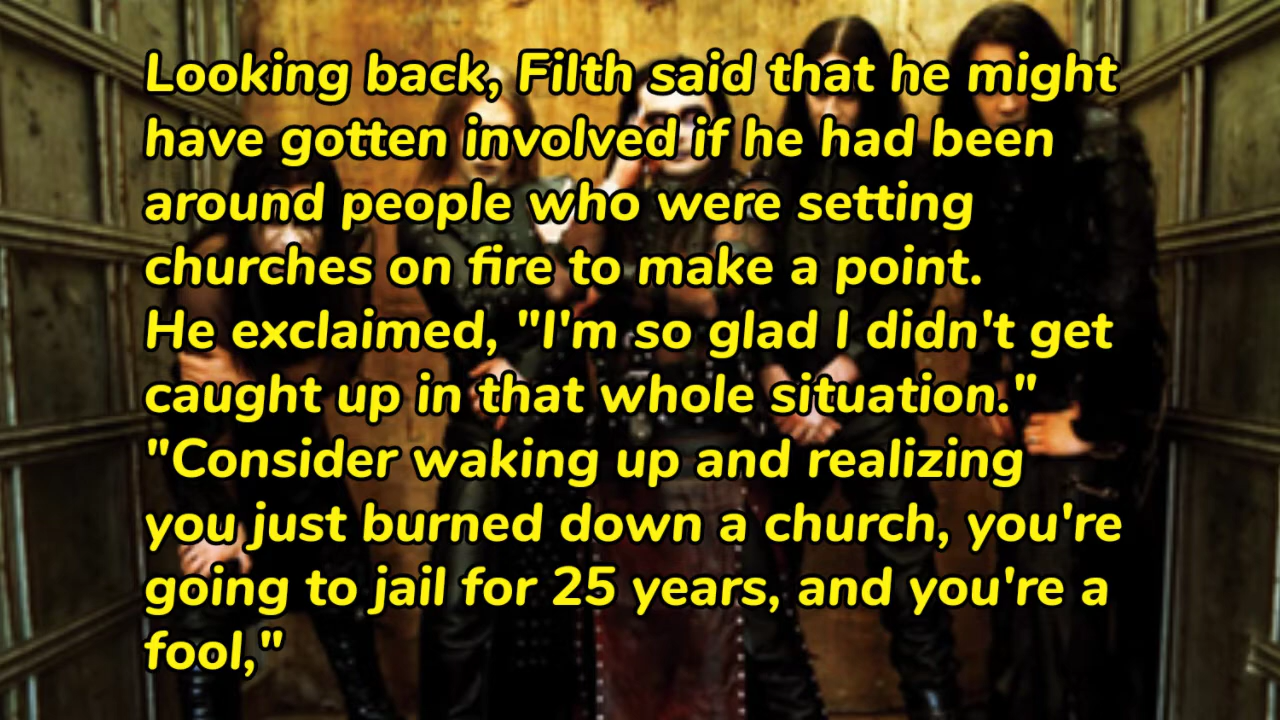 Looking back, Filth said that he might
have gotten involved if he had been
around people who were setting
churches on fire to make a point.
He exclaimed, "I'm so glad I didn't get
caught up in that whole situation."
"Consider waking up and realizing
you just burned down a church, you're
going to jail for 25 years, and you're a
fool,"